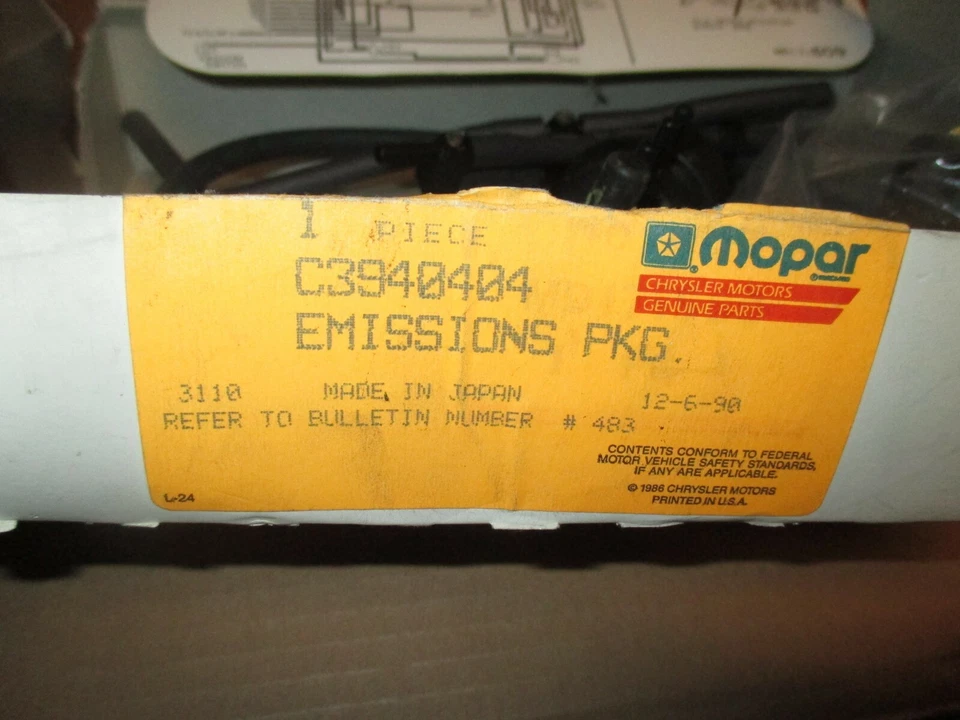 1 PIECE
C3940404
EMISSIONS PKG.
3110 MADE IN JAPAN 12-6-90
REFER TO BULLETIN NUMBER # 483
Mopar
CHRYSLER MOTORS
GENUINE PARTS
CONTENTS CONFORM TO FEDERAL
MOTOR VEHICLE SAFETY STANDARDS,
IF ANY ARE APPLICABLE.
© 1986 CHRYSLER MOTORS
PRINTED IN U.S.A.
L-24